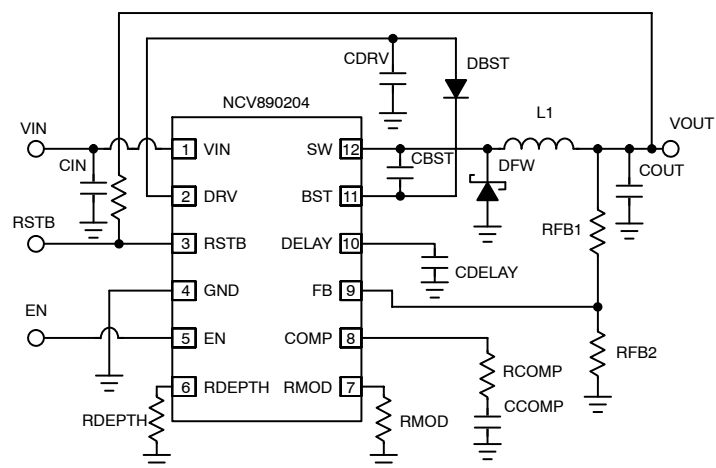 CDRV
DBST
NCV890204
L1
VIN
VOUT
1 VIN
SW 12
CIN
CBST
DFW
COUT
2 DRV
BST 11
RSTB
RFB1
3 RSTB
DELAY 10
CDELAY
4 GND
FB 9
EN
5 EN
COMP 8
RFB2
RCOMP
6 RDEPTH
RMOD 7
RDEPTH
RMOD
CCOMP